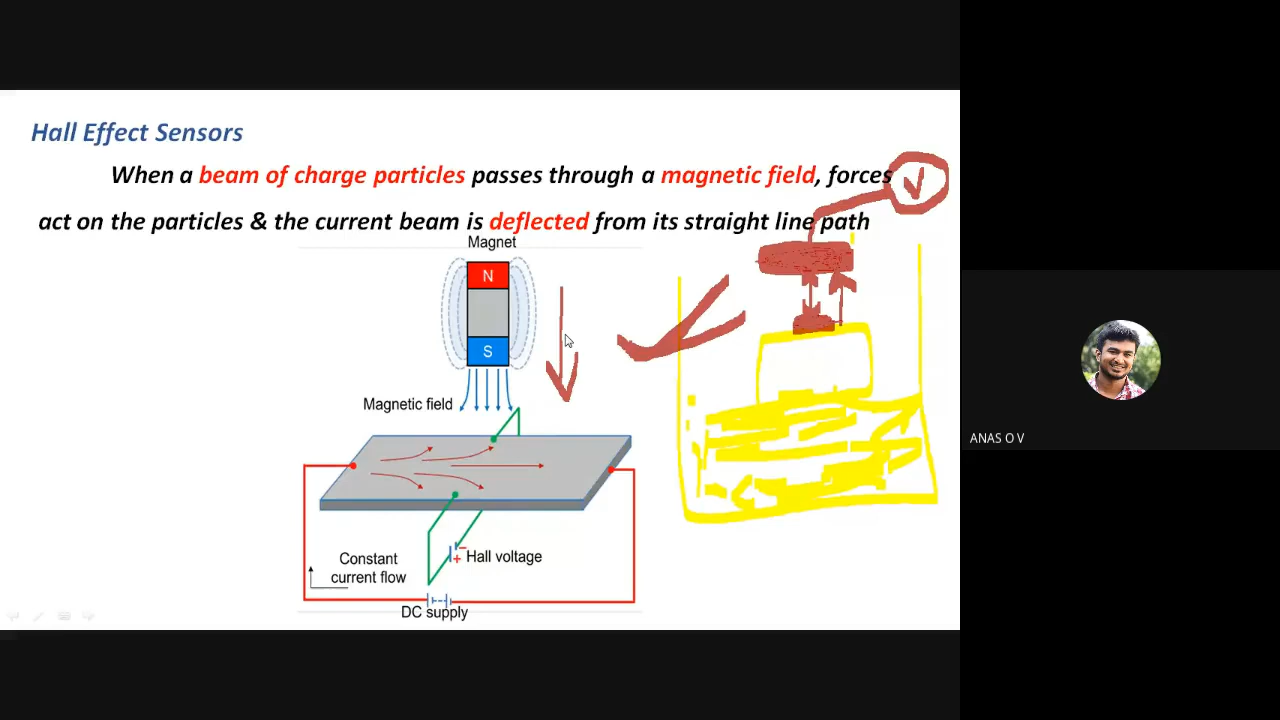 Hall Effect Sensors
When a beam of charge particles passes through a magnetic field, forces
act on the particles & the current beam is deflected from its straight line path
Magnet
N
S
Magnetic field
Constant
current flow
+ −
Hall voltage
DC supply
V
ANAS O V